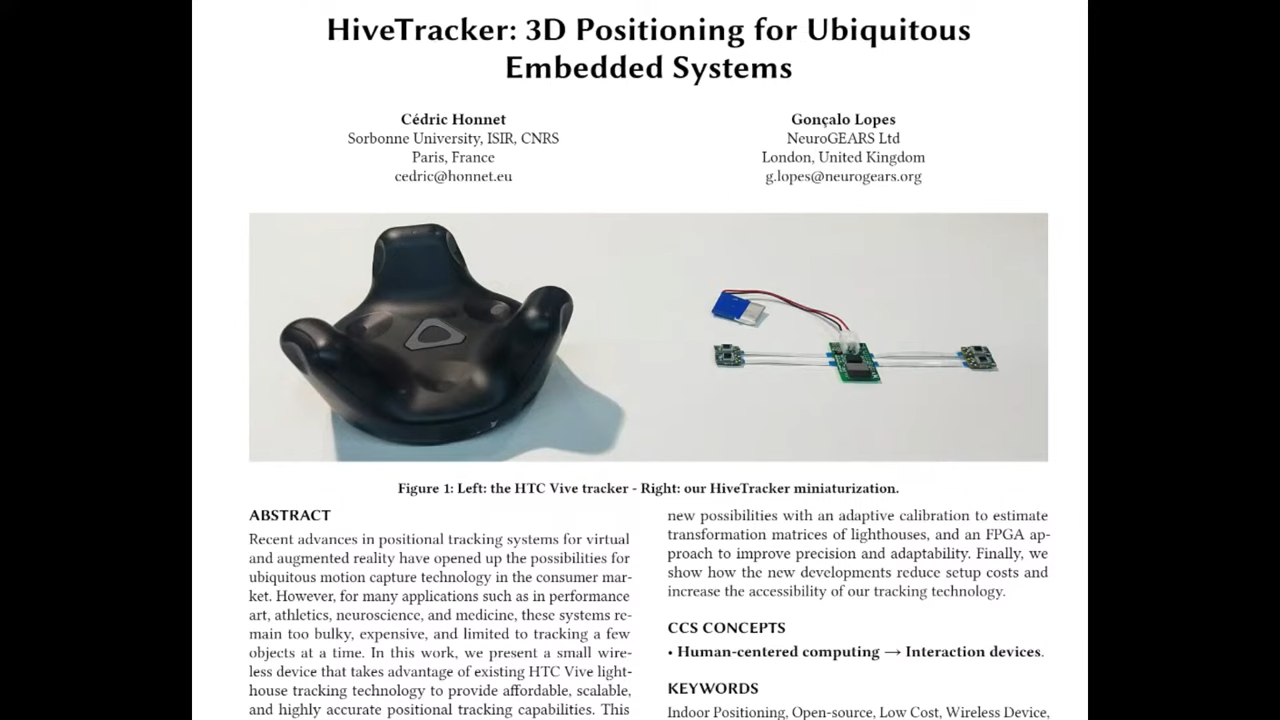 HiveTracker: 3D Positioning for Ubiquitous
Embedded Systems
Cédric Honnet
Sorbonne University, ISIR, CNRS
Paris, France
cedric@honnet.eu
Gonçalo Lopes
NeuroGEARS Ltd
London, United Kingdom
g.lopes@neurogears.org
Figure 1: Left: the HTC Vive tracker - Right: our HiveTracker miniaturization.
ABSTRACT
Recent advances in positional tracking systems for virtual
and augmented reality have opened up the possibilities for
ubiquitous motion capture technology in the consumer mar-
ket. However, for many applications such as in performance
art, athletics, neuroscience, and medicine, these systems re-
main too bulky, expensive, and limited to tracking a few
objects at a time. In this work, we present a small wire-
less device that takes advantage of existing HTC Vive light-
house tracking technology to provide affordable, scalable,
and highly accurate positional tracking capabilities. This
new possibilities with an adaptive calibration to estimate
transformation matrices of lighthouses, and an FPGA ap-
proach to improve precision and adaptability. Finally, we
show how the new developments reduce setup costs and
increase the accessibility of our tracking technology.
CCS CONCEPTS
• Human-centered computing → Interaction devices.
KEYWORDS
Indoor Positioning, Open-source, Low Cost, Wireless Device,